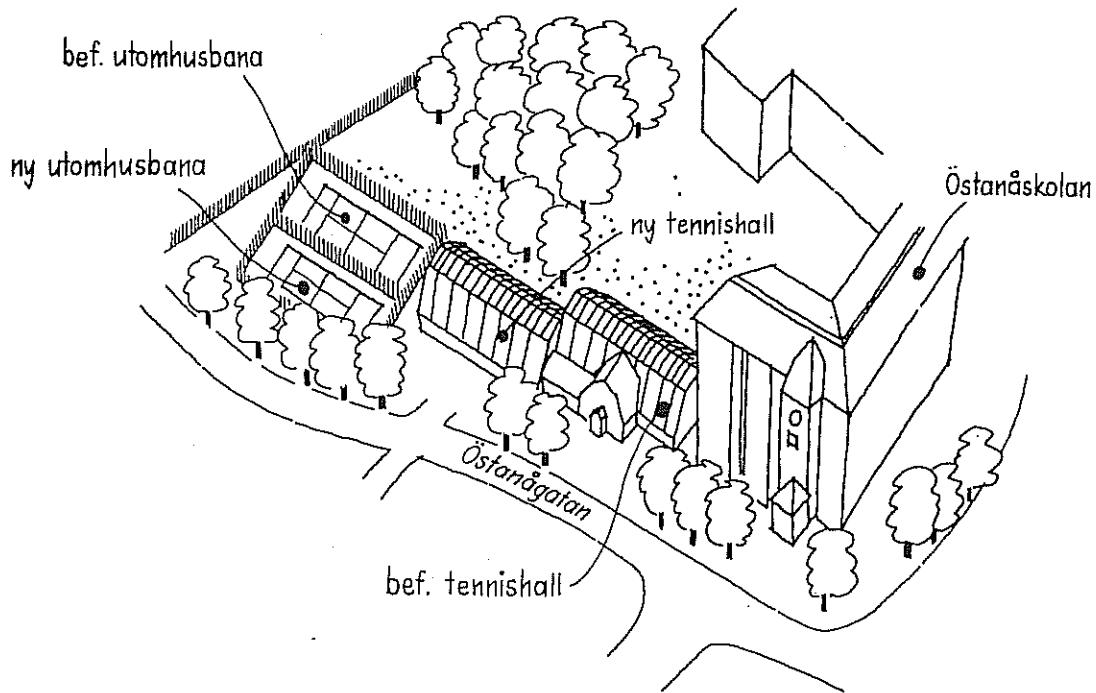 bef. utomhusbana
ny utomhusbana
Östanåskolan
ny tennishall
Östanågatan
bef. tennishall